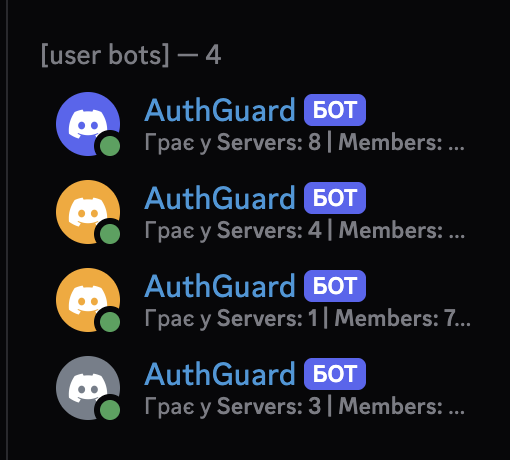 [user bots] — 4
AuthGuard БОТ
Грає у Servers: 8 | Members: ...
AuthGuard БОТ
Грає у Servers: 4 | Members: ...
AuthGuard БОТ
Грає у Servers: 1 | Members: 7...
AuthGuard БОТ
Грає у Servers: 3 | Members: ...